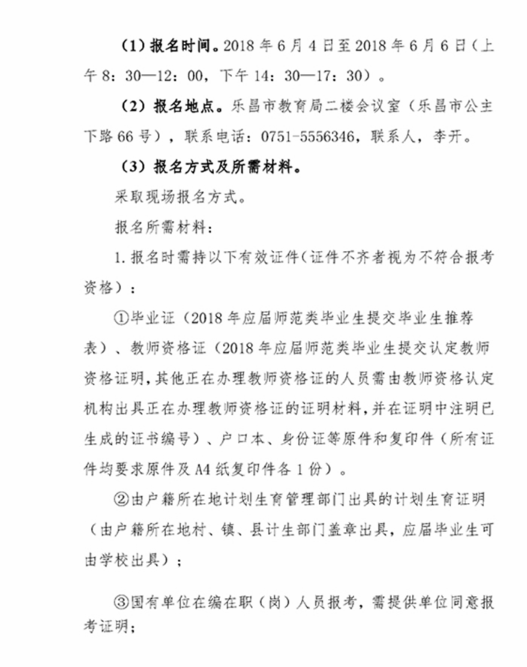 (1)报名时间。2018年6月4日至2018年6月6日(上
午8：30—12：00，下午14：30—17：30)。
(2)报名地点。乐昌市教育局二楼会议室（乐昌市公主
下路66号），联系电话：0751-5556346，联系人，李开。
(3)报名方式及所需材料。
采取现场报名方式。
报名所需材料：
1.报名时需持以下有效证件(证件不齐者视为不符合报考
资格)：
①毕业证（2018年应届师范类毕业生提交毕业生推荐
表）、教师资格证（2018年应届师范类毕业生提交认定教师
资格证明，其他正在办理教师资格证的人员需由教师资格认定
机构出具正在办理教师资格证的证明材料，并在证明中注明已
生成的证书编号）、户口本、身份证等原件和复印件（所有证
件均要求原件及A4纸复印件各1份）。
②由户籍所在地计划生育管理部门出具的计划生育证明
（由户籍所在地村、镇、县计生部门盖章出具，应届毕业生可
由学校出具）；
③国有单位在编在职（岗）人员报考，需提供单位同意报
考证明；